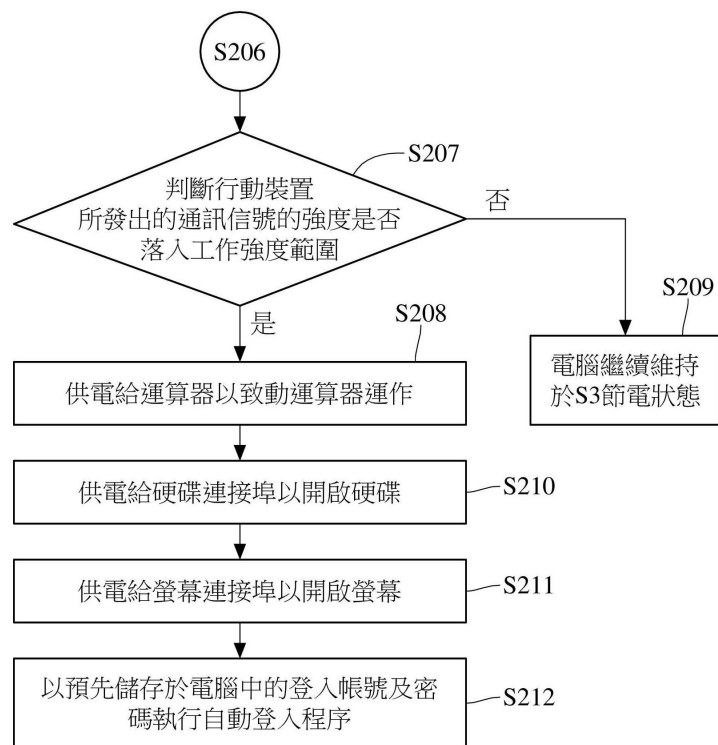 S206
S207
判斷行動裝置
所發出的通訊信號的強度是否
落入工作強度範圍
否
是
S208
S209
供電給運算器以致動運算器運作
電腦繼續維持
於S3節電狀態
供電給硬碟連接埠以開啟硬碟
S210
供電給螢幕連接埠以開啟螢幕
S211
以預先儲存於電腦中的登入帳號及密
碼執行自動登入程序
S212